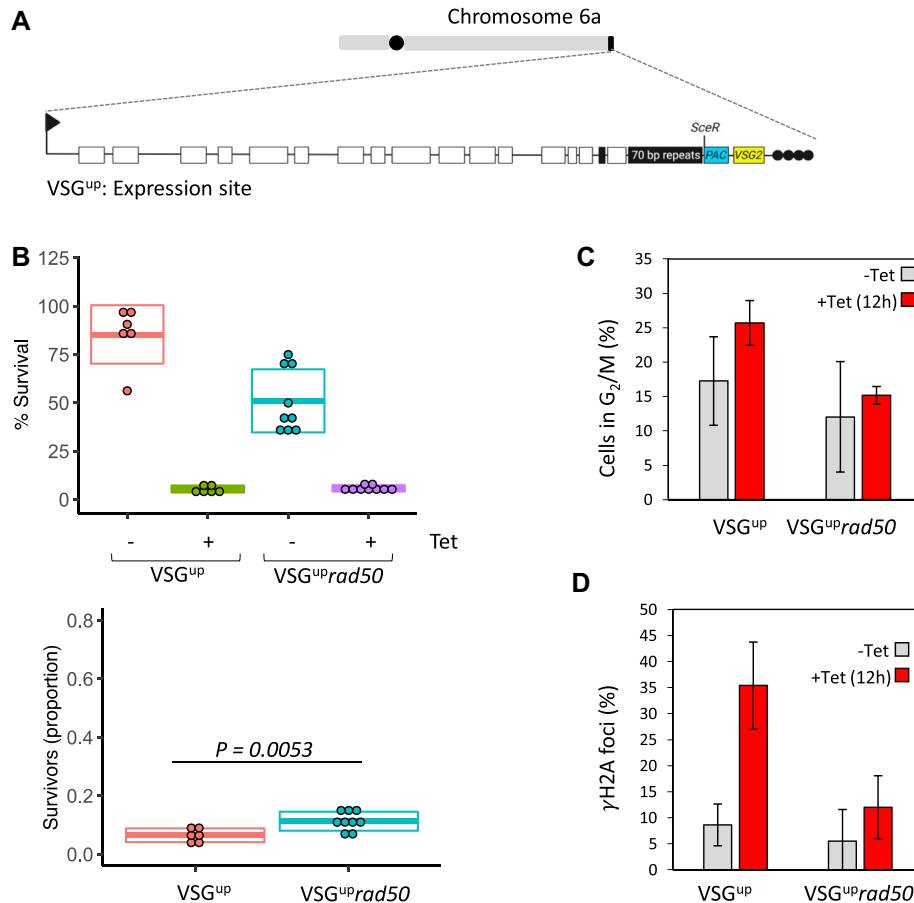 A
Chromosome 6a
SceR
70 bp repeats
PAC
VSG2
VSGup: Expression site
B
% Survival
125
100
75
50
25
0
- + - + Tet
VSGup VSGuprad50
Survivors (proportion)
0.8
0.6
0.4
0.2
0.0
P = 0.0053
VSGup VSGuprad50
C
Cells in G2/M (%)
35
30
25
20
15
10
5
0
-Tet
+Tet (12h)
VSGup VSGuprad50
D
γH2A foci (%)
50
45
40
35
30
25
20
15
10
5
0
-Tet
+Tet (12h)
VSGup VSGuprad50